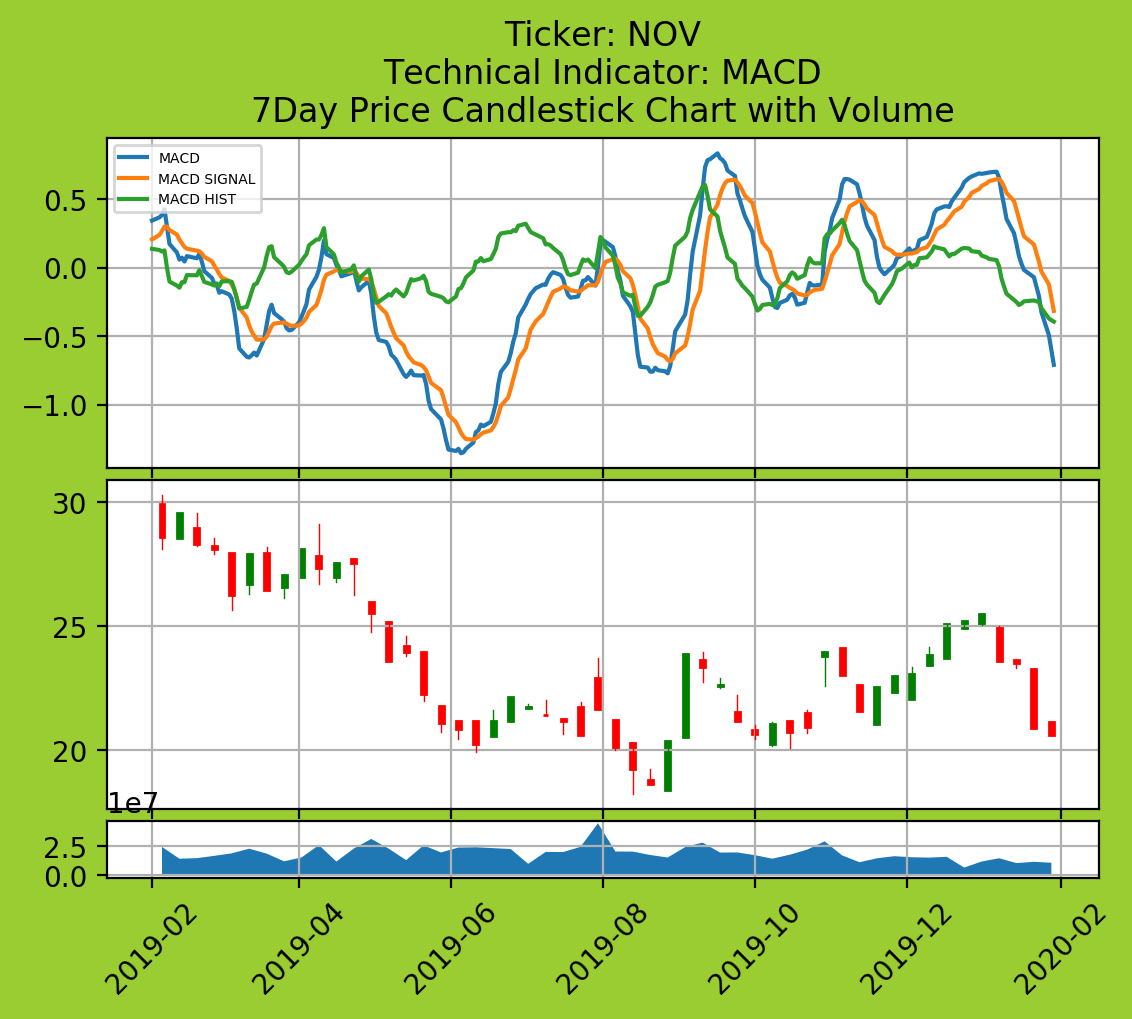 Ticker: NOV
Technical Indicator: MACD
7Day Price Candlestick Chart with Volume
MACD
MACD SIGNAL
MACD HIST
0.5
0.0
−0.5
−1.0
30
25
20
1e7
2.5
0.0
2019-02
2019-04
2019-06
2019-08
2019-10
2019-12
2020-02